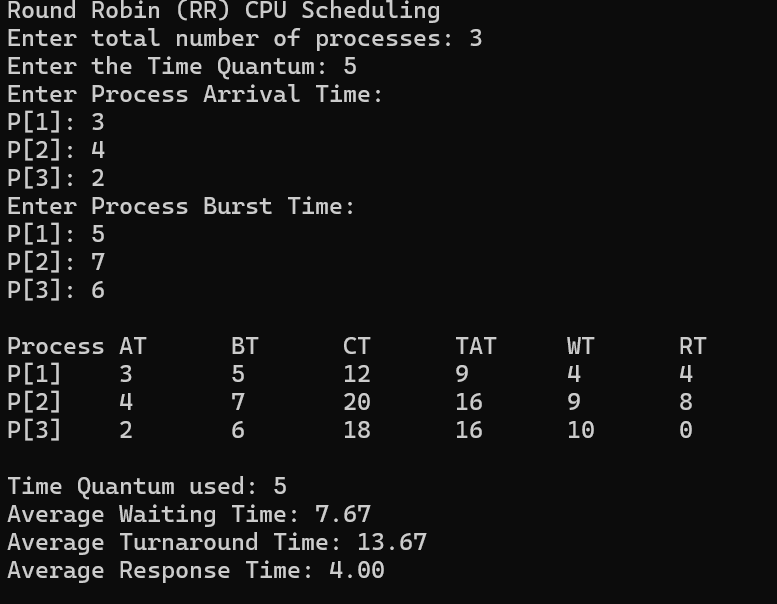 Round Robin (RR) CPU Scheduling
Enter total number of processes: 3
Enter the Time Quantum: 5
Enter Process Arrival Time:
P[1]: 3
P[2]: 4
P[3]: 2
Enter Process Burst Time:
P[1]: 5
P[2]: 7
P[3]: 6

Process AT      BT      CT      TAT     WT      RT
P[1]    3       5       12      9       4       4
P[2]    4       7       20      16      9       8
P[3]    2       6       18      16      10      0

Time Quantum used: 5
Average Waiting Time: 7.67
Average Turnaround Time: 13.67
Average Response Time: 4.00